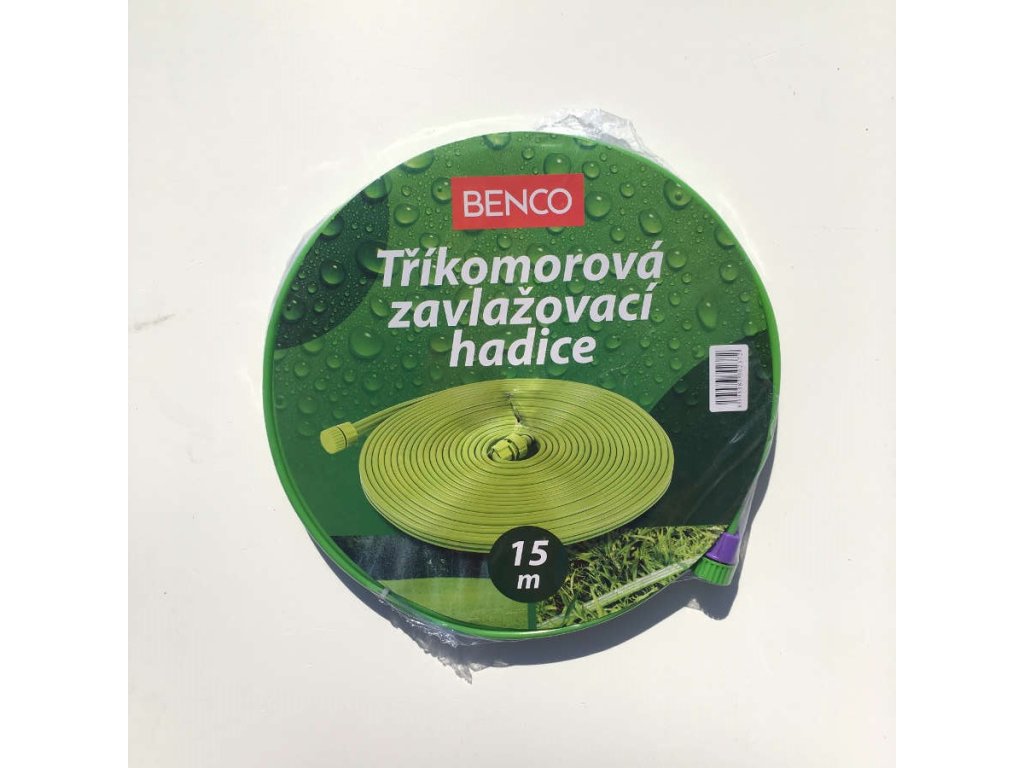 BENCO
Tříkomorová
zavlažovací
hadice
15
m